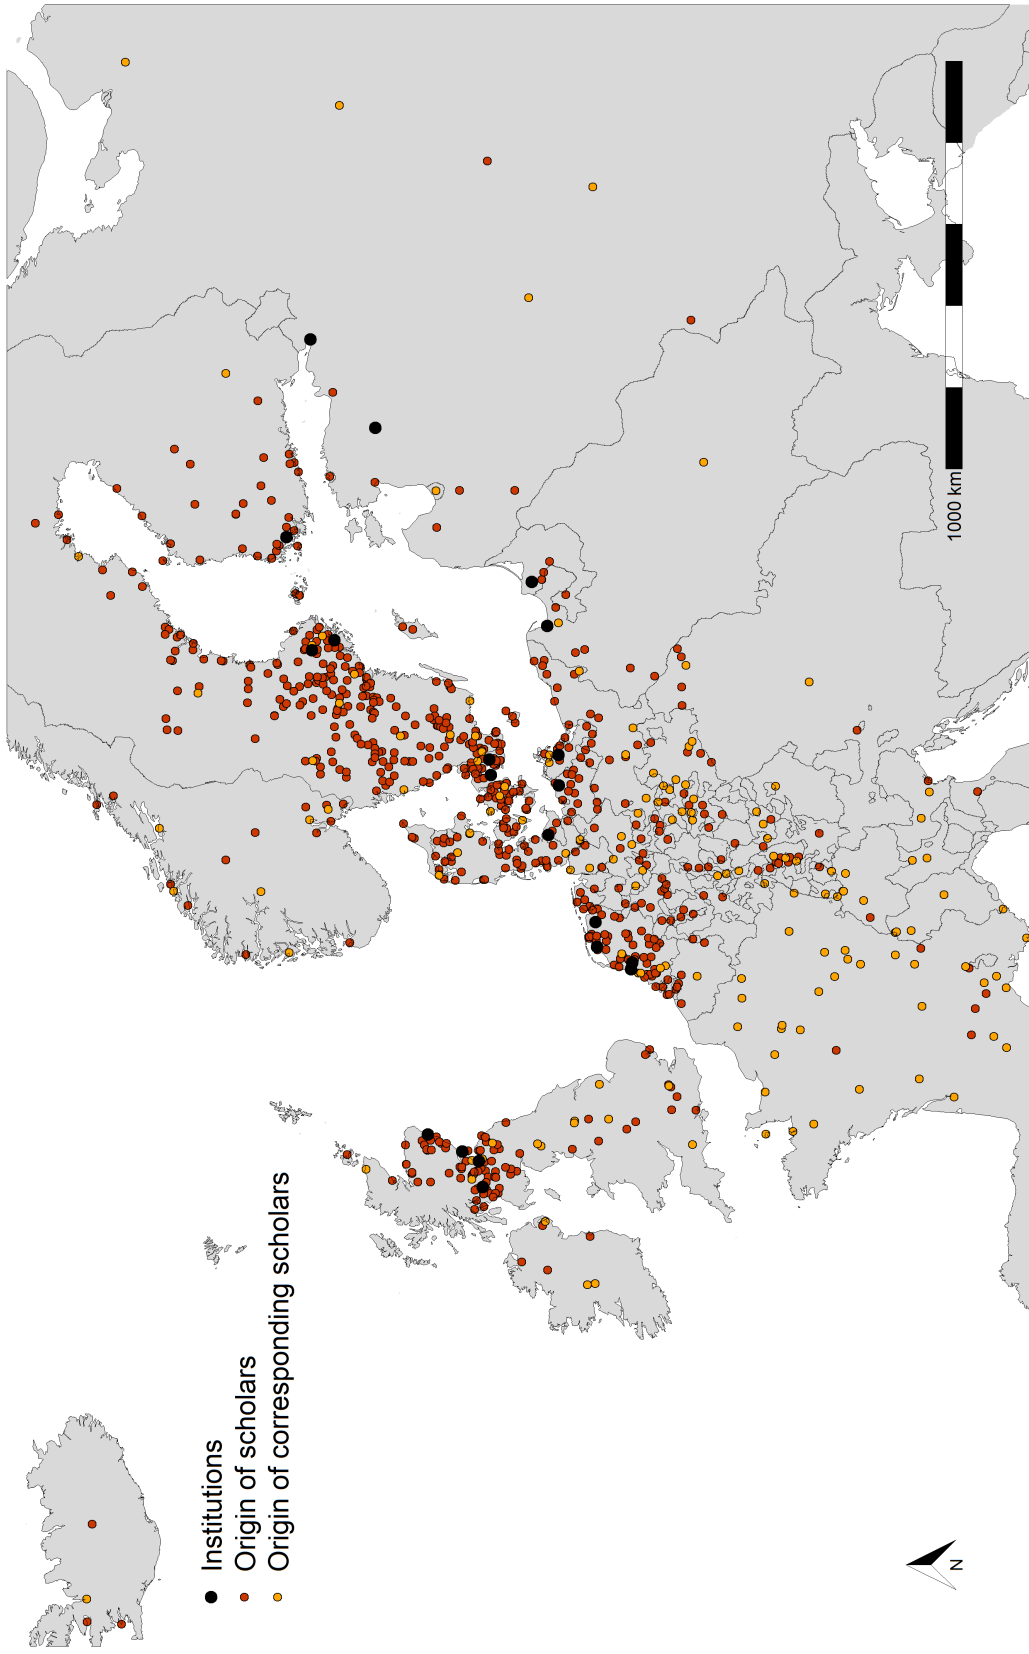 Institutions
Origin of scholars
Origin of corresponding scholars
1000 km
N